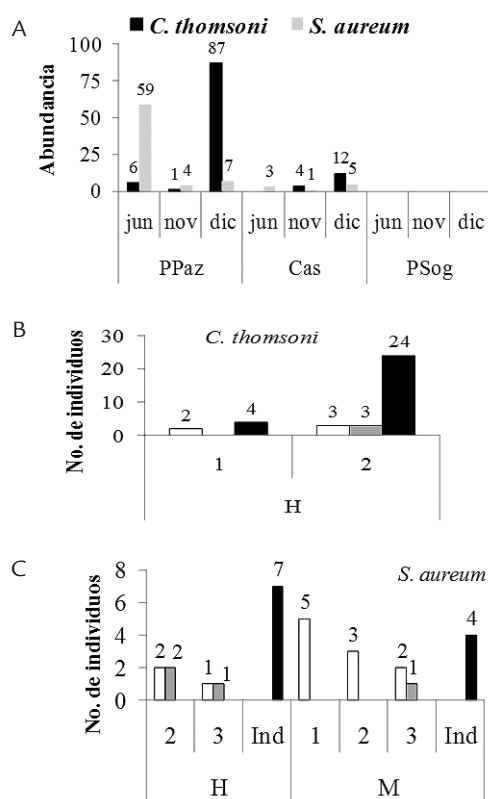 A
C. thomsoni S. aureum
Abundancia
100
75
50
25
0
6 59 1 4 87 7 3 4 1 12 5
jun nov dic jun nov dic jun nov dic
PPaz Cas PSog
B
C. thomsoni
No. de individuos
30
20
10
0
2 4 3 3 24
1 2
H
C
S. aureum
No. de individuos
8
6
4
2
0
2 2 1 1 7 5 3 2 1 4
2 3 Ind 1 2 3 Ind
H M